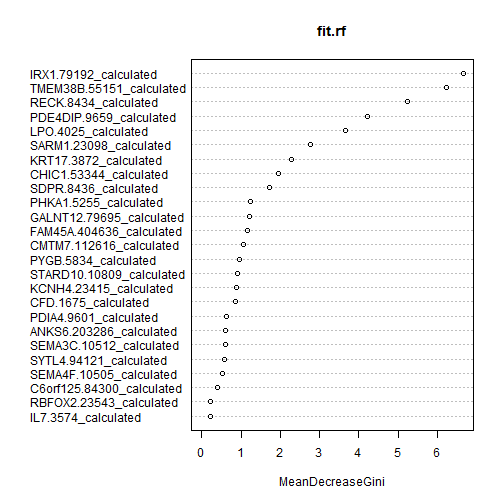 fit.rf
IRX1.79192_calculated
TMEM38B.55151_calculated
RECK.8434_calculated
PDE4DIP.9659_calculated
LPO.4025_calculated
SARM1.23098_calculated
KRT17.3872_calculated
CHIC1.53344_calculated
SDPR.8436_calculated
PHKA1.5255_calculated
GALNT12.79695_calculated
FAM45A.404636_calculated
CMTM7.112616_calculated
PYGB.5834_calculated
STARD10.10809_calculated
KCNH4.23415_calculated
CFD.1675_calculated
PDIA4.9601_calculated
ANKS6.203286_calculated
SEMA3C.10512_calculated
SYTL4.94121_calculated
SEMA4F.10505_calculated
C6orf125.84300_calculated
RBFOX2.23543_calculated
IL7.3574_calculated
0 1 2 3 4 5 6
MeanDecreaseGini